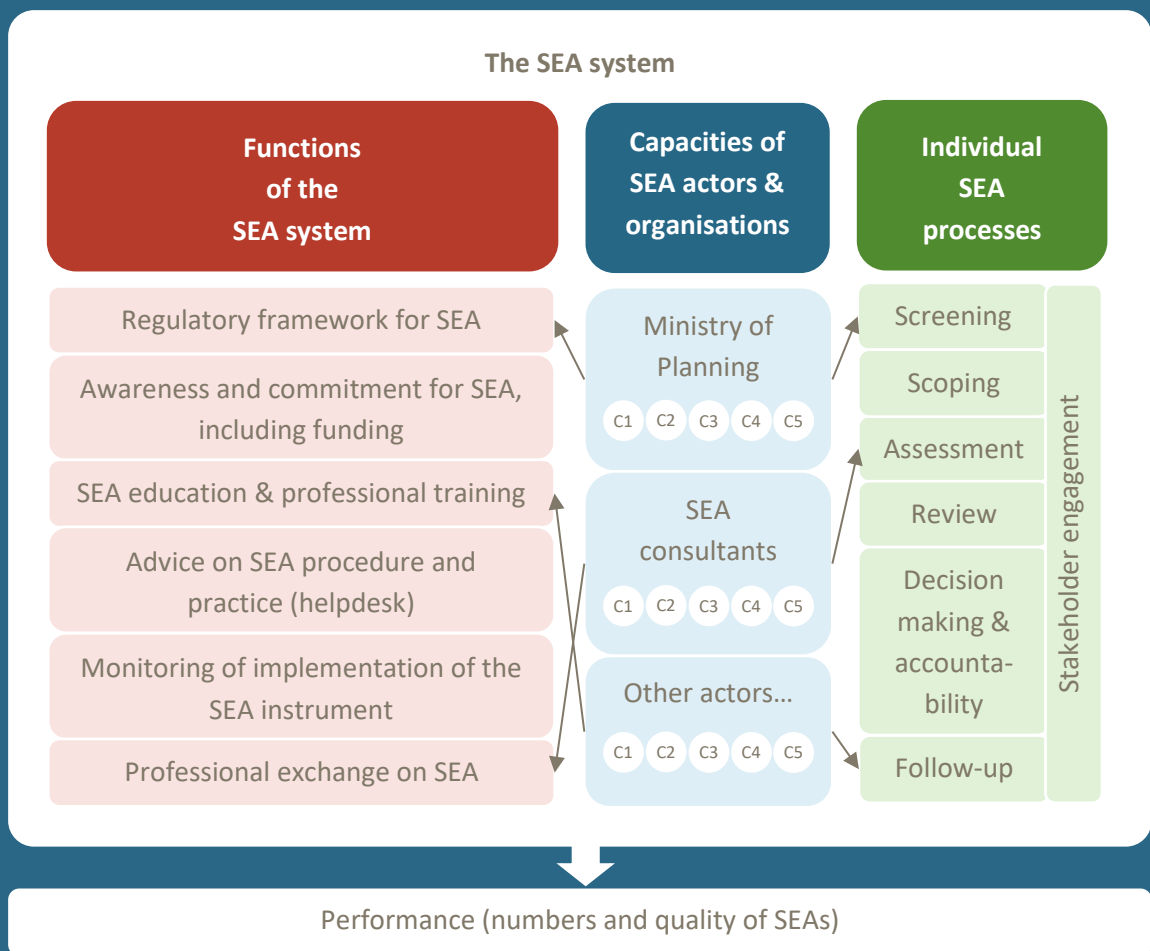 The SEA system
Functions
of the
SEA system
Regulatory framework for SEA
Awareness and commitment for SEA,
including funding
SEA education & professional training
Advice on SEA procedure and
practice (helpdesk)
Monitoring of implementation of the
SEA instrument
Professional exchange on SEA
Capacities of
SEA actors &
organisations
Ministry of
Planning
C1 C2 C3 C4 C5
SEA
consultants
C1 C2 C3 C4 C5
Other actors…
C1 C2 C3 C4 C5
Individual
SEA
processes
Screening
Scoping
Assessment
Review
Decision
making &
accounta-
bility
Follow-up
Stakeholder engagement
Performance (numbers and quality of SEAs)